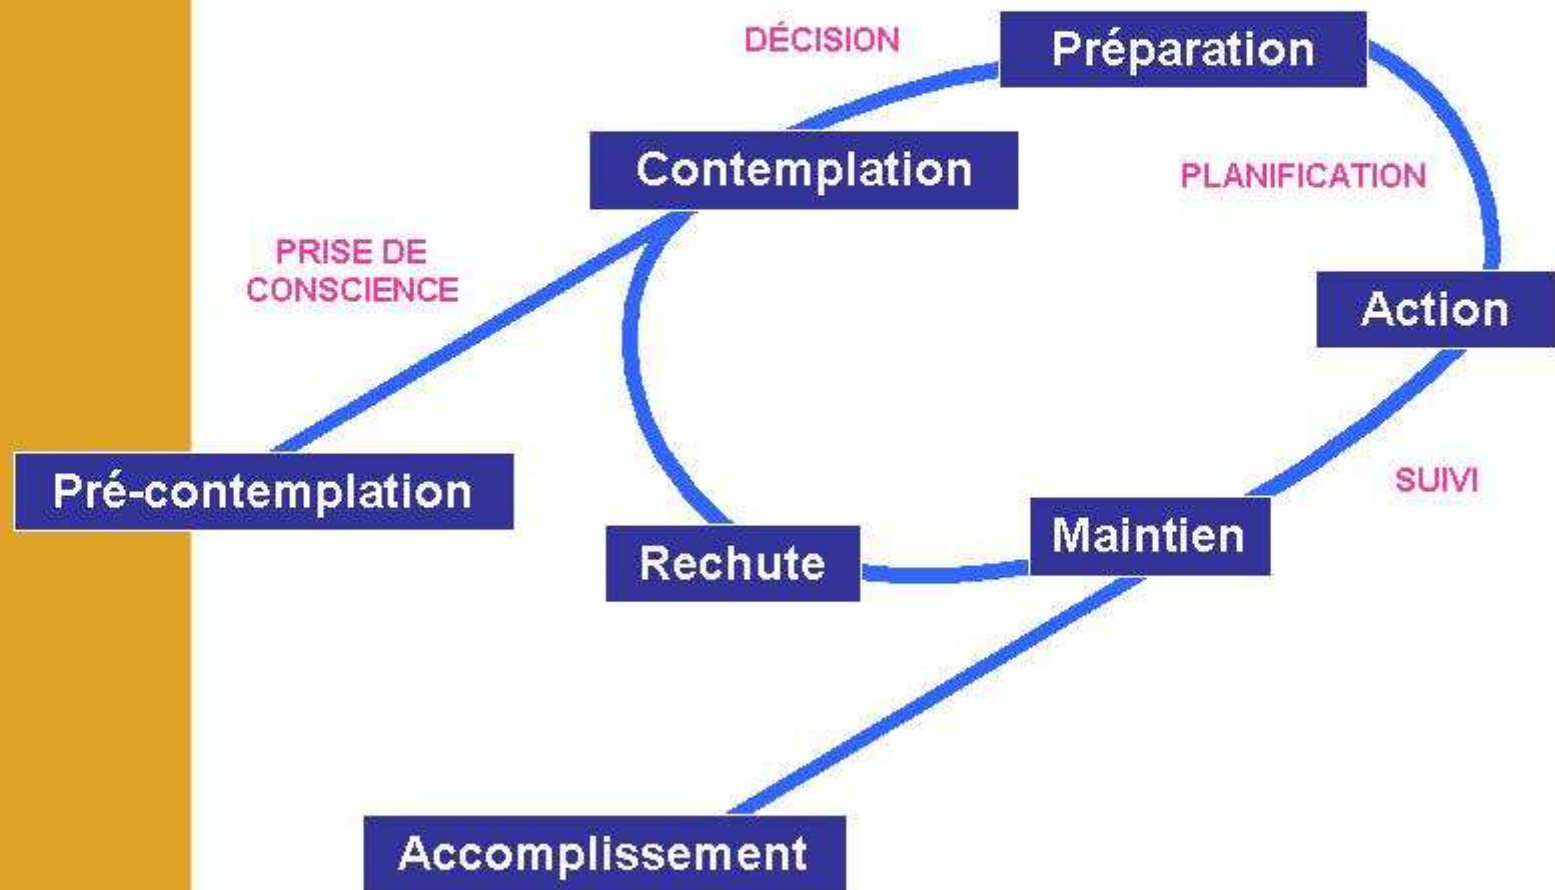 DÉCISION
Préparation
Contemplation
PLANIFICATION
PRISE DE
CONSCIENCE
Action
Pré-contemplation
SUIVI
Maintien
Rechute
Accomplissement